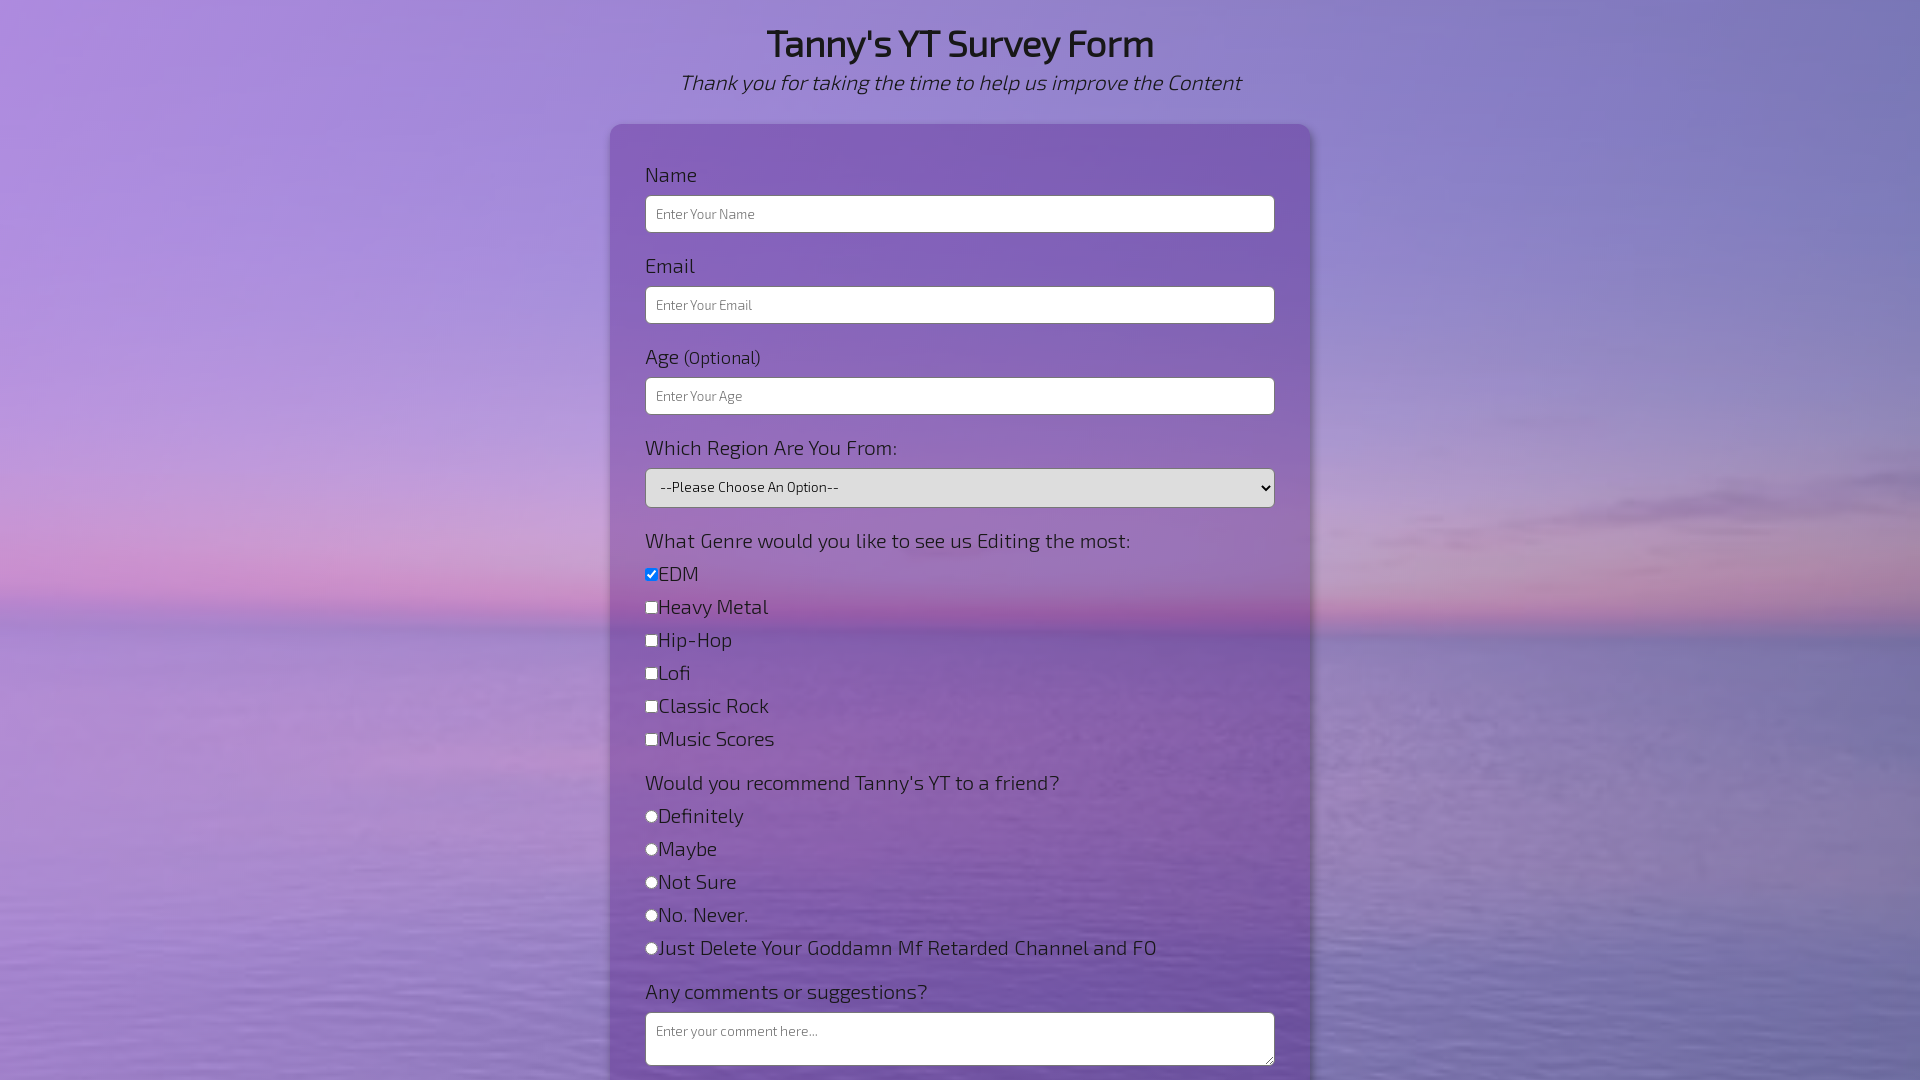 Tanny's YT Survey Form
Thank you for taking the time to help us improve the Content
Name
Enter Your Name
Email
Enter Your Email
Age (Optional)
Enter Your Age
Which Region Are You From:
--Please Choose An Option--
What Genre would you like to see us Editing the most:
EDM
Heavy Metal
Hip-Hop
Lofi
Classic Rock
Music Scores
Would you recommend Tanny's YT to a friend?
Definitely
Maybe
Not Sure
No. Never.
Just Delete Your Goddamn Mf Retarded Channel and FO
Any comments or suggestions?
Enter your comment here...